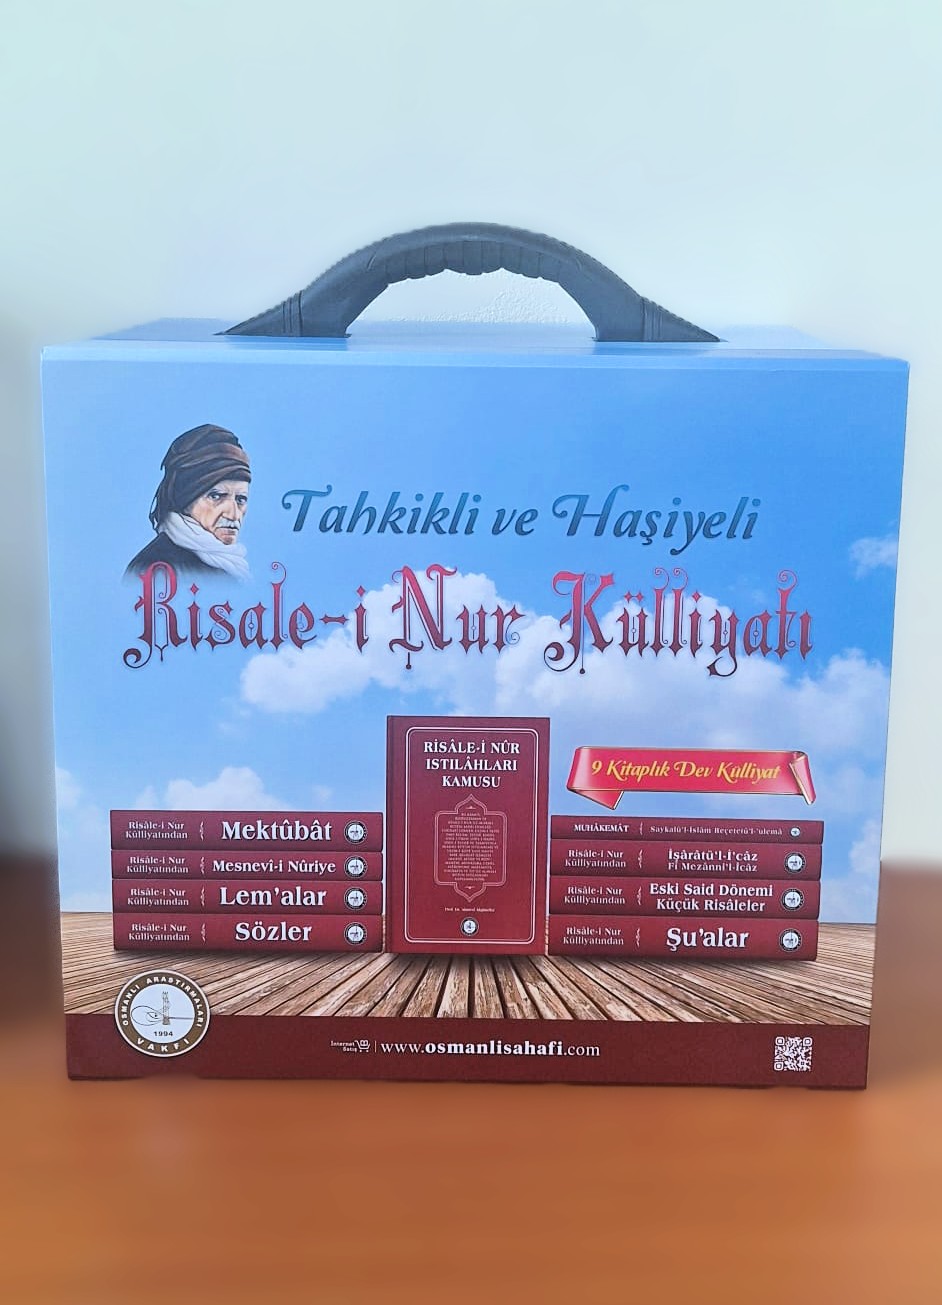 Tahkikli ve Haşiyeli
Risale-i Nur Külliyatı
9 Kitaplık Dev Külliyat
RİSÂLE-İ NÛR
ISTILÂHLARI
KAMUSU
Risâle-i Nur
Külliyatından
Mektûbât
Risâle-i Nur
Külliyatından
Mesnevî-i Nûriye
Risâle-i Nur
Külliyatından
Lem'alar
Risâle-i Nur
Külliyatından
Sözler
MUHÂKEMÂT
Saykalü'l-İslâm Reçetetü'l-'ulemâ
Risâle-i Nur
Külliyatından
İşârâtü'l-İ'câz
Fî Mezânni'l-Îcâz
Risâle-i Nur
Külliyatından
Eski Said Dönemi
Küçük Risâleler
Risâle-i Nur
Külliyatından
Şu'alar
OSMANLI ARAŞTIRMALARI
VAKFI
1994
İnternet
Satış
www.osmanlisahafi.com